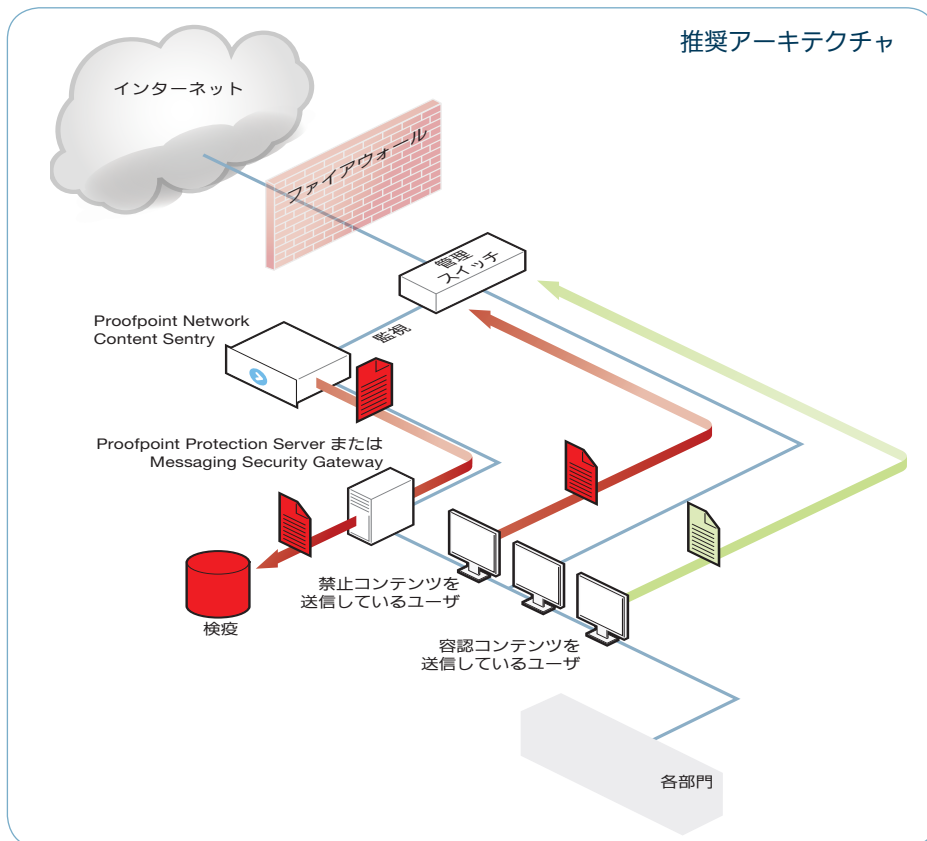 推奨アーキテクチャ
インターネット
ファイアウォール
管理
スイッチ
Proofpoint Network
Content Sentry
監視
Proofpoint Protection Server または
Messaging Security Gateway
禁止コンテンツを
送信しているユーザ
検疫
容認コンテンツを
送信しているユーザ
各部門